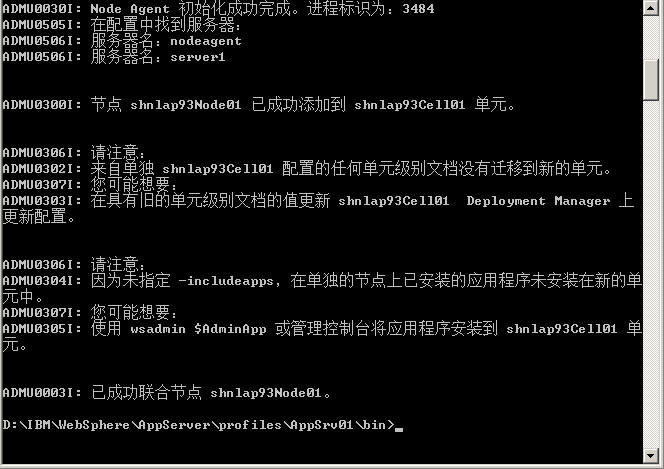 ADMU0030I: Node Agent 初始化成功完成。进程标识为: 3484
ADMU0505I: 在配置中找到服务器:
ADMU0506I: 服务器名: nodeagent
ADMU0506I: 服务器名: server1
ADMU0300I: 节点 shnlap93Node01 已成功添加到 shnlap93Cell01 单元。
ADMU0306I: 请注意:
ADMU0302I: 来自单独 shnlap93Cell01 配置的任何单元级别文档没有迁移到新的单元。
ADMU0307I: 您可能想要:
ADMU0303I: 在具有旧的单元级别文档的值更新 shnlap93Cell01  Deployment Manager 上
更新配置。
ADMU0306I: 请注意:
ADMU0304I: 因为未指定 -includeapps, 在单独的节点上已安装的应用程序未安装在新的单
元中。
ADMU0307I: 您可能想要:
ADMU0305I: 使用 wsadmin $AdminApp 或管理控制台将应用程序安装到 shnlap93Cell01 单
元。
ADMU0003I: 已成功联合节点 shnlap93Node01。
D:\IBM\WebSphere\AppServer\profiles\AppSrv01\bin>_